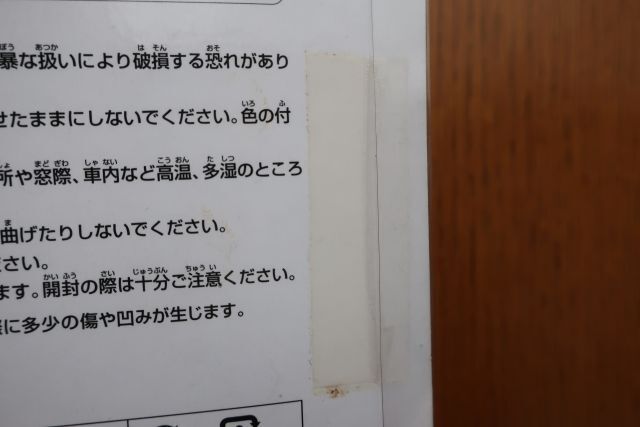 暴な扱いにより破損する恐れがあり
せたままにしないでください。色の付
所や窓際、車内など高温、多湿のところ
曲げたりしないでください。
さい。
ます。開封の際は十分ご注意ください。
に多少の傷や凹みが生じます。